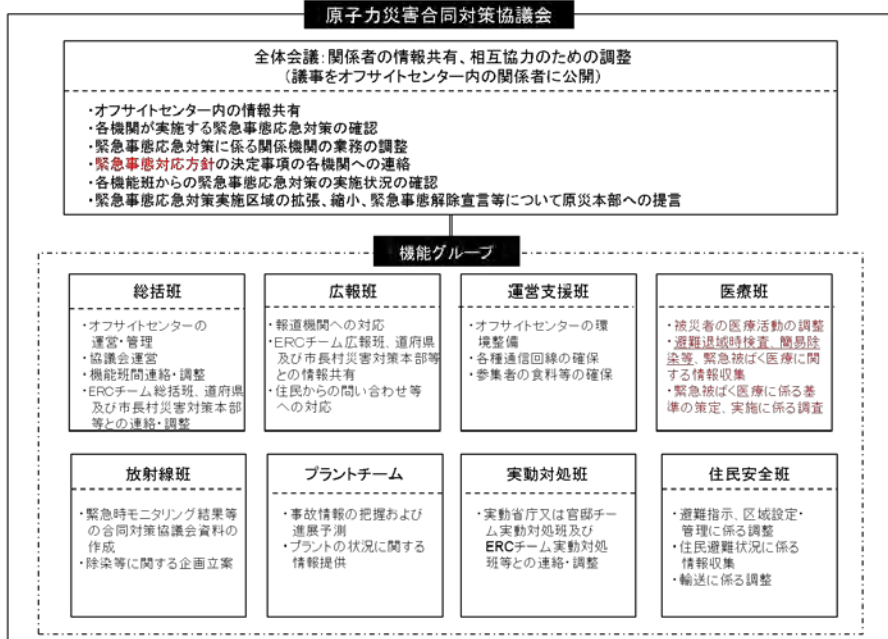 原子力災害合同対策協議会
全体会議：関係者の情報共有、相互協力のための調整
（議事をオフサイトセンター内の関係者に公開）
・オフサイトセンター内の情報共有
・各機関が実施する緊急事態応急対策の確認
・緊急事態応急対策に係る関係機関の業務の調整
・緊急事態対応方針の決定事項の各機関への連絡
・各機能班からの緊急事態応急対策の実施状況の確認
・緊急事態応急対策実施区域の拡張、縮小、緊急事態解除宣言等について原災本部への提言
機能グループ
総括班
・オフサイトセンターの
運営・管理
・協議会運営
・機能班間連絡・調整
・ERCチーム総括班、道府県
及び市長村災害対策本部
等との連絡・調整
広報班
・報道機関への対応
・ERCチーム広報班、道府県
及び市長村災害対策本部等
との情報共有
・住民からの問い合わせ等
への対応
運営支援班
・オフサイトセンターの環
境整備
・各種通信回線の確保
・参集者の食料等の確保
医療班
・被災者の医療活動の調整
・避難退域時検査、簡易除
染等、緊急被ばく医療に関
する情報収集
・緊急被ばく医療に係る基
準の策定、実施に係る調査
放射線班
・緊急時モニタリング結果等
の合同対策協議会資料の
作成
・除染等に関する企画立案
プラントチーム
・事故情報の把握および
進展予測
・プラントの状況に関する
情報提供
実動対処班
・実動省庁又は官邸チー
ム実動対処班及び
ERCチーム実動対処
班等との連絡・調整
住民安全班
・避難指示、区域設定・
管理に係る調整
・住民避難状況に係る
情報収集
・輸送に係る調整